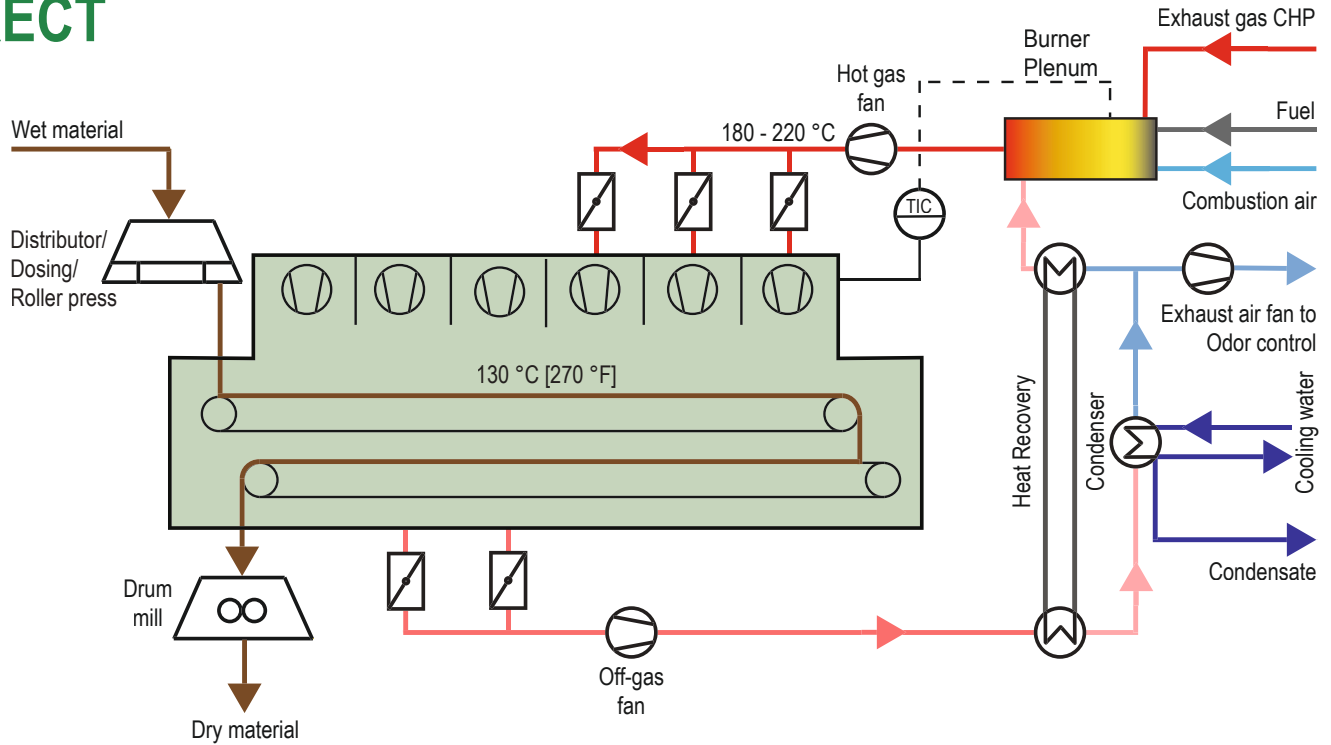 RECT
Exhaust gas CHP
Burner
Plenum
Hot gas
fan
Fuel
Wet material
180 - 220 °C
TIC
Combustion air
Distributor/
Dosing/
Roller press
Exhaust air fan to
Odor control
130 °C [270 °F]
Heat Recovery
Condenser
Cooling water
Condensate
Drum
mill
Off-gas
fan
Dry material